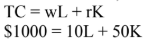 TC = wL + rK
$1000 = 10L + 50K